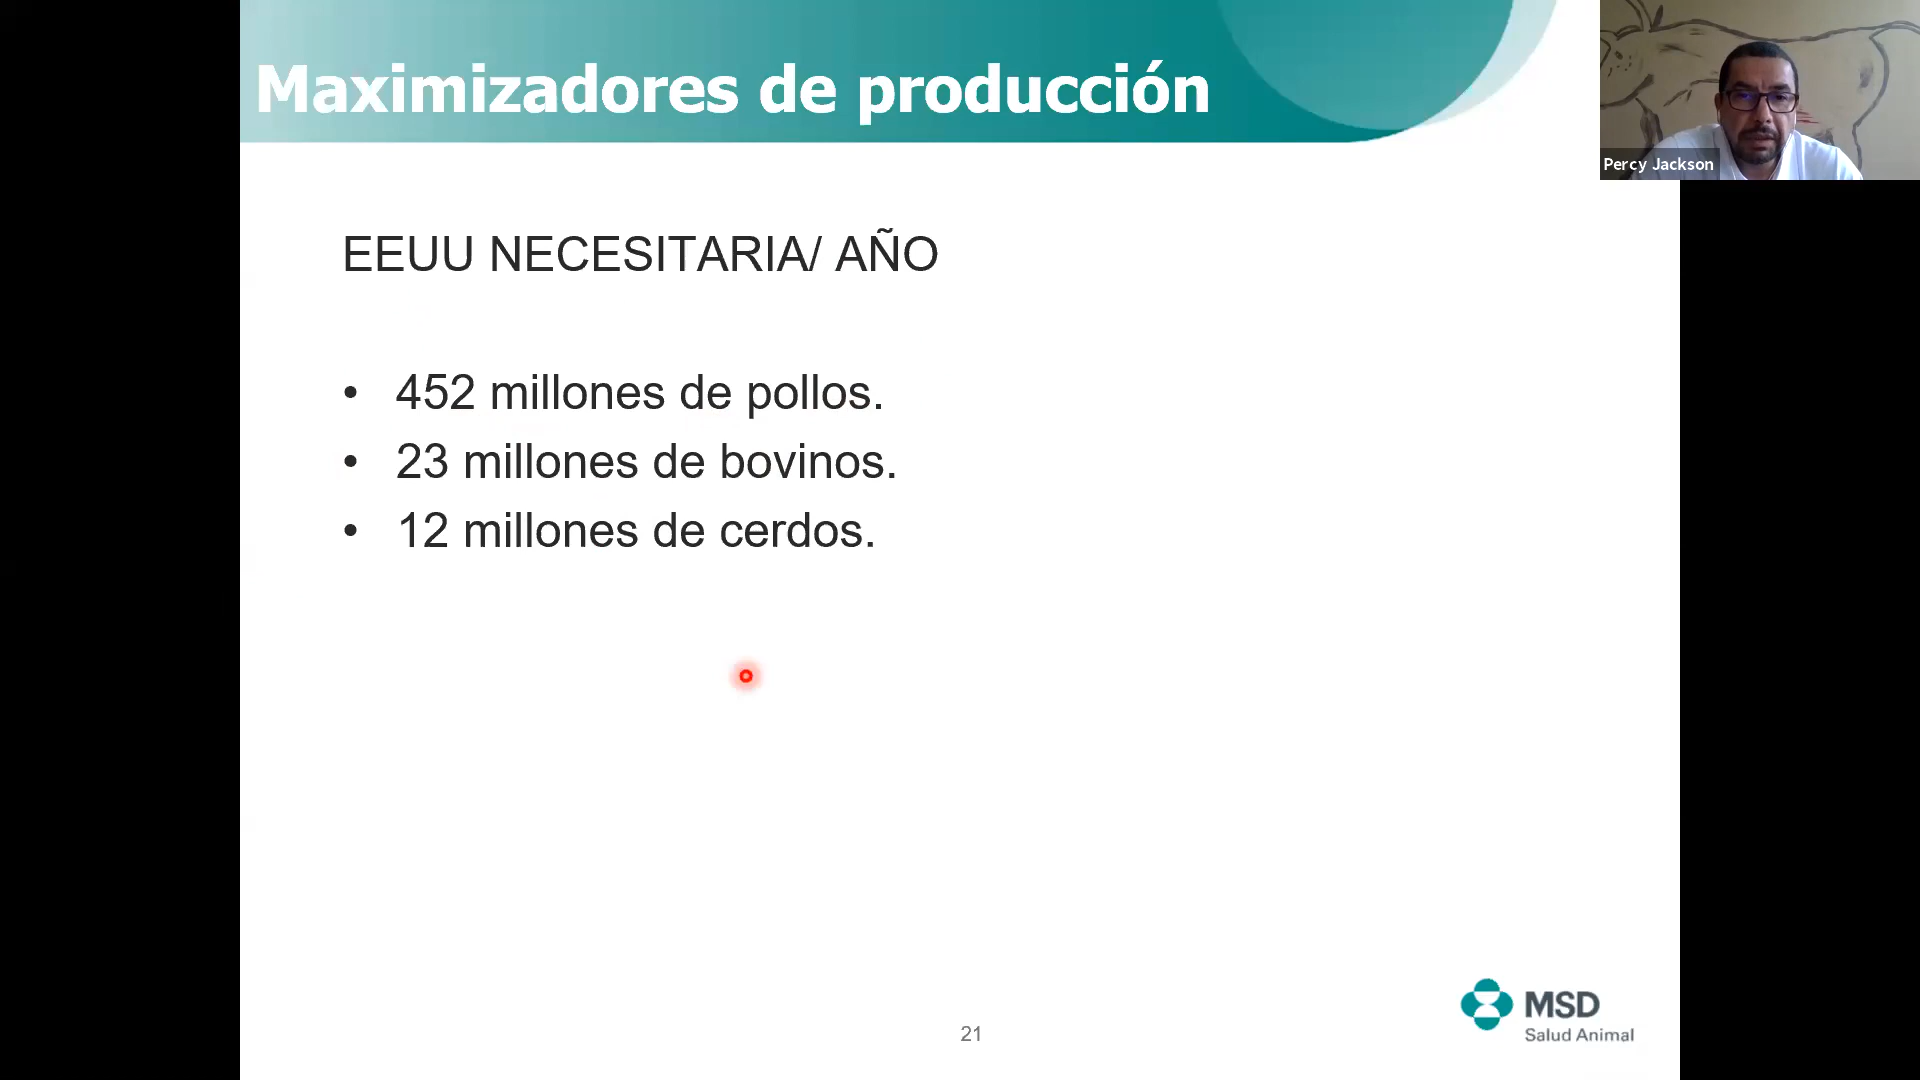 Maximizadores de producción
Percy Jackson
EEUU NECESITARIA/ AÑO
• 452 millones de pollos.
• 23 millones de bovinos.
• 12 millones de cerdos.
21
MSD
Salud Animal